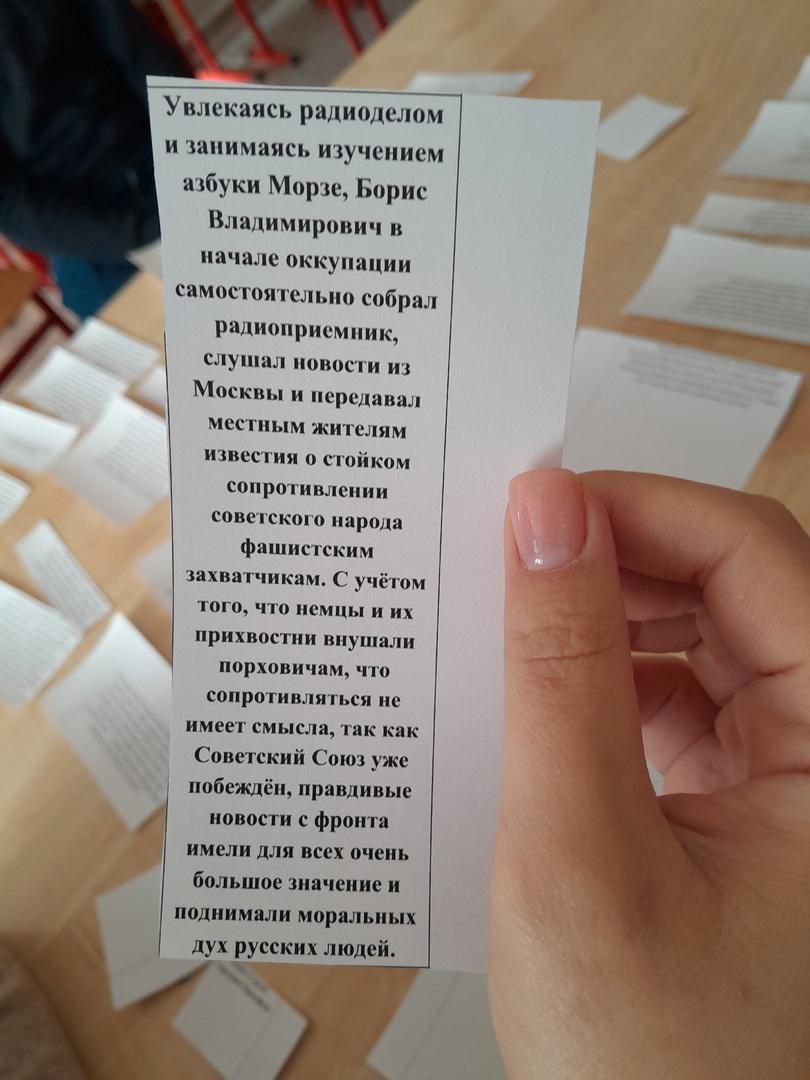 Увлекаясь радиоделом
и занимаясь изучением
азбуки Морзе, Борис
Владимирович в
начале оккупации
самостоятельно собрал
радиоприемник,
слушал новости из
Москвы и передавал
местным жителям
известия о стойком
сопротивлении
советского народа
фашистским
захватчикам. С учётом
того, что немцы и их
прихвостни внушали
порховичам, что
сопротивляться не
имеет смысла, так как
Советский Союз уже
побеждён, правдивые
новости с фронта
имели для всех очень
большое значение и
поднимали моральных
дух русских людей.